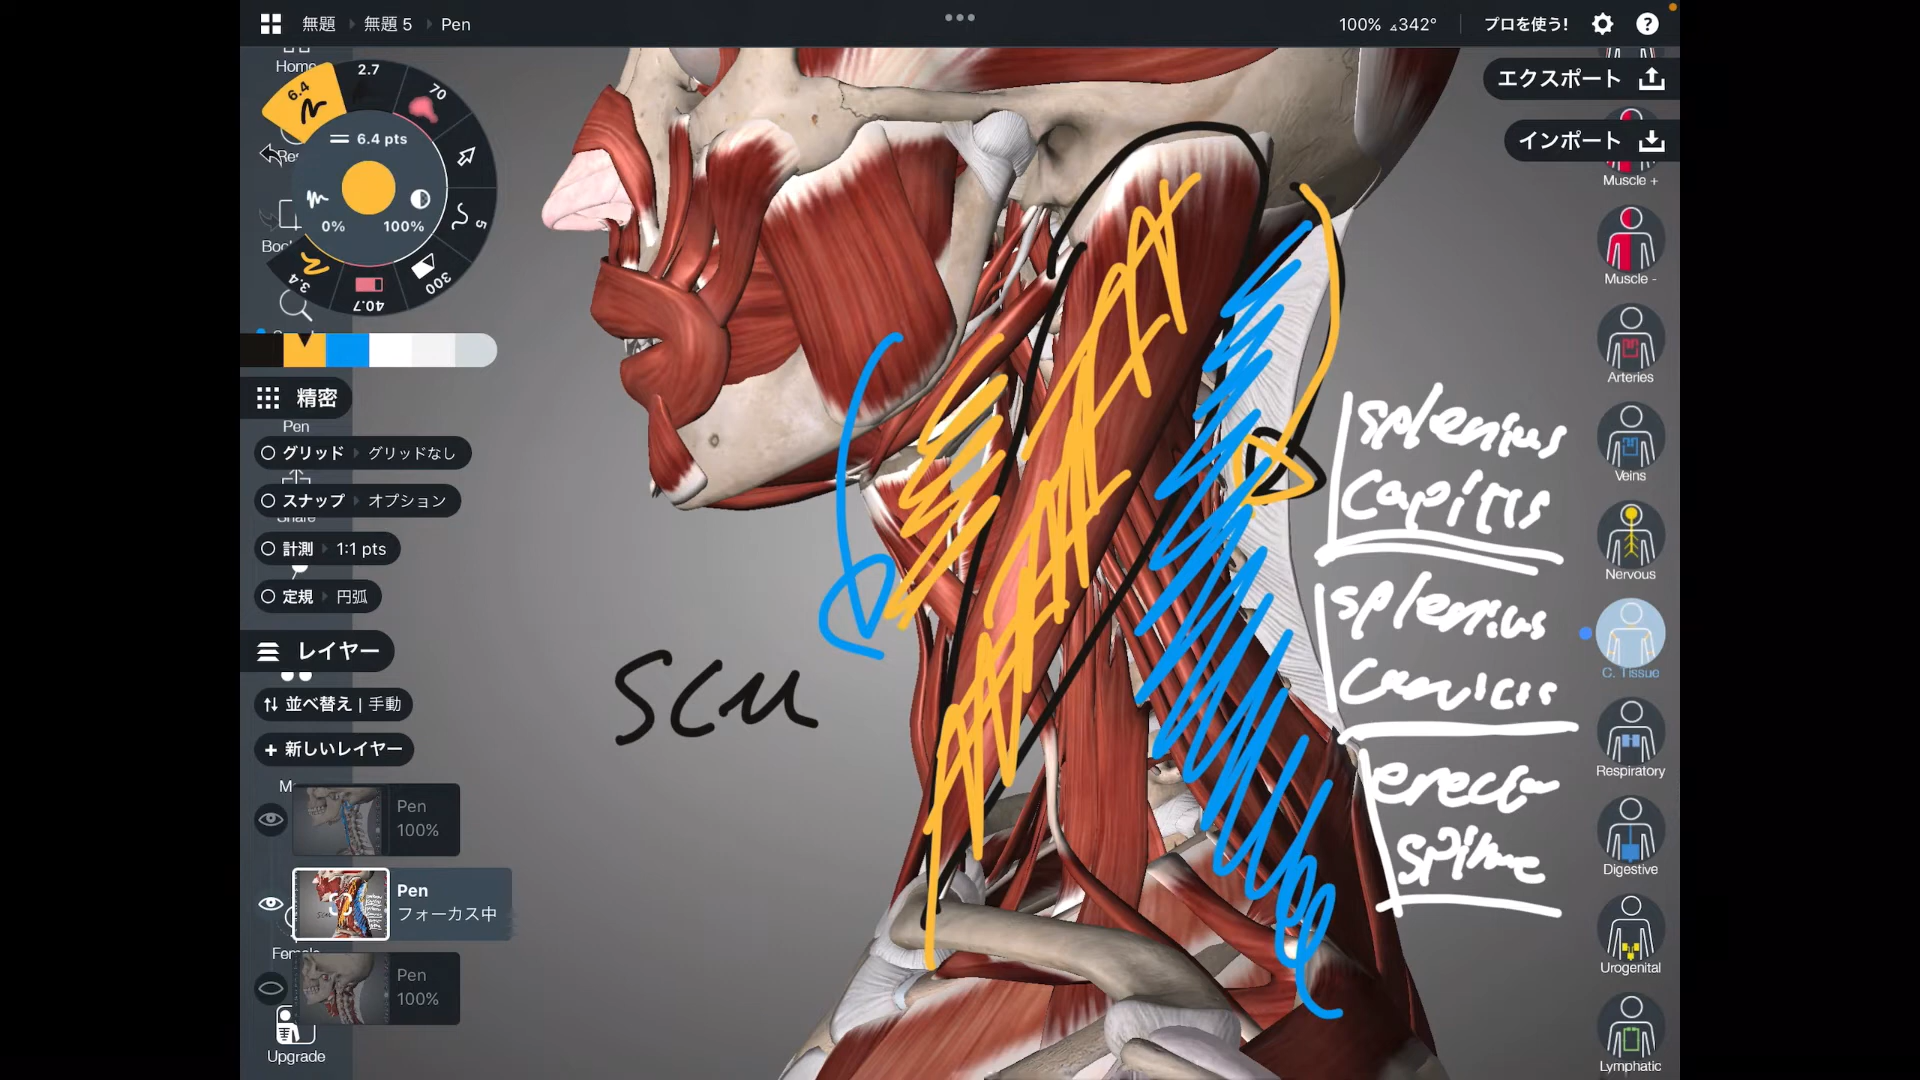 無題 無題 5 Pen
100% ⊿342° プロを使う!
エクスポート
インポート
Home
2.7
6.4
70
6.4 pts
0% 100%
5
300
40.7
3.4
精密
Pen
グリッド グリッドなし
スナップ オプション
Share
計測 1:1 pts
定規 円弧
レイヤー
並べ替え | 手動
+ 新しいレイヤー
Pen
100%
Pen
フォーカス中
Pen
100%
Upgrade
scm
splenius
capitis
splenius
cervicis
erector
spinae
Muscle +
Muscle -
Arteries
Veins
Nervous
C. Tissue
Respiratory
Digestive
Urogenital
Lymphatic